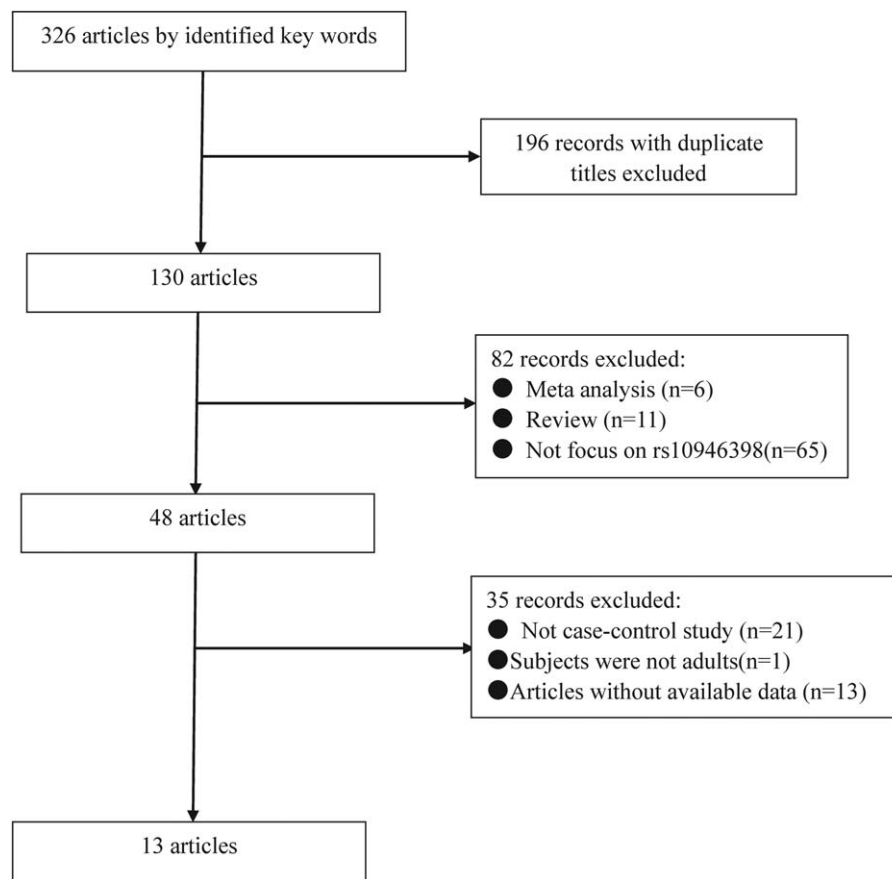 326 articles by identified key words
196 records with duplicate
titles excluded
130 articles
82 records excluded:
● Meta analysis (n=6)
● Review (n=11)
● Not focus on rs10946398(n=65)
48 articles
35 records excluded:
● Not case-control study (n=21)
●Subjects were not adults(n=1)
●Articles without available data (n=13)
13 articles